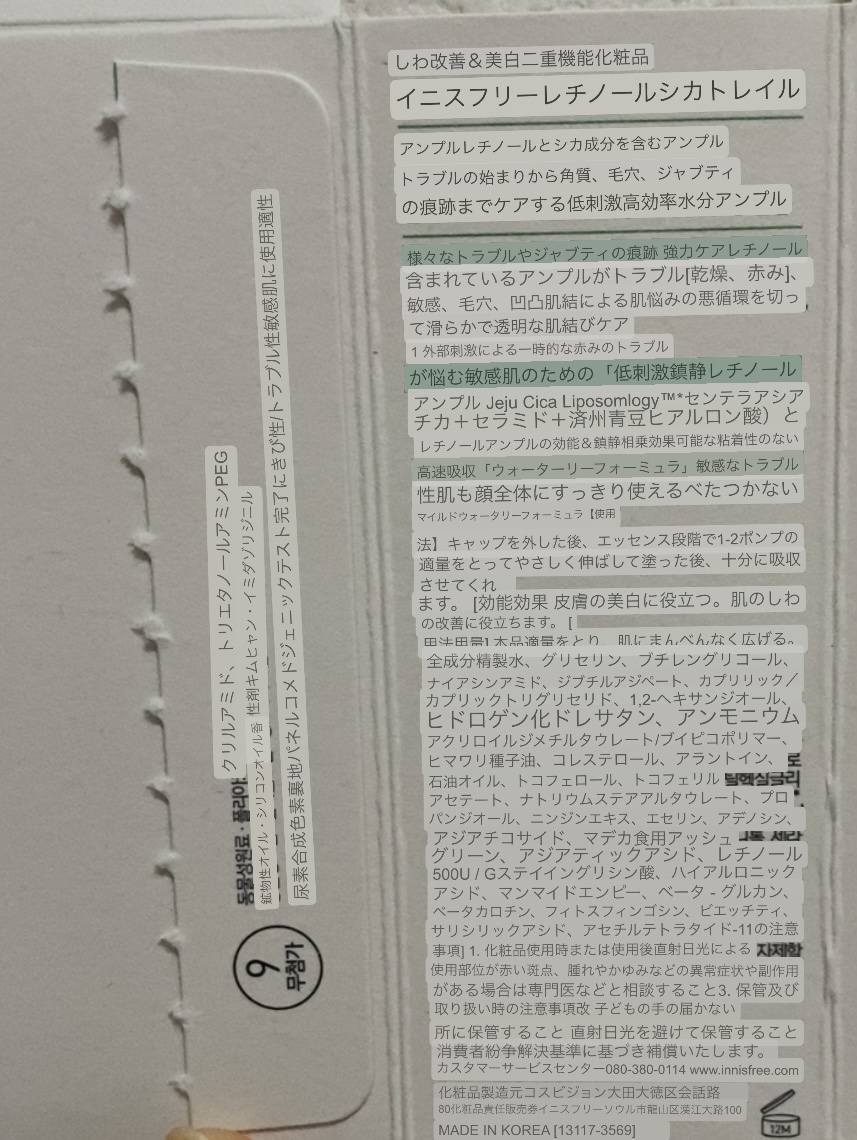 しわ改善＆美白二重機能化粧品
イニスフリーレチノールシカトレイル
アンプルレチノールとシカ成分を含むアンプル
トラブルの始まりから角質、毛穴、ジャブティ
の痕跡までケアする低刺激高効率水分アンプル
様々なトラブルやジャブティの痕跡 強力ケアレチノール
含まれているアンプルがトラブル[乾燥、赤み]、
敏感、毛穴、凹凸肌結による肌悩みの悪循環を切っ
て滑らかで透明な肌結びケア
1 外部刺激による一時的な赤みのトラブル
が悩む敏感肌のための「低刺激鎮静レチノール
アンプル Jeju Cica Liposomlogy™*センテラアシア
チカ＋セラミド＋済州青豆ヒアルロン酸）と
レチノールアンプルの効能＆鎮静相乗効果可能な粘着性のない
高速吸収「ウォーターリーフォーミュラ」敏感なトラブル
性肌も顔全体にすっきり使えるべたつかない
マイルドウォータリーフォーミュラ【使用
法】キャップを外した後、エッセンス段階で1-2ポンプの
適量をとってやさしく伸ばして塗った後、十分に吸収
させてくれ
ます。 [効能効果 皮膚の美白に役立つ。肌のしわ
の改善に役立ちます。 [
用法用量] 本品適量をとり、肌にまんべんなく広げる。
全成分精製水、グリセリン、ブチレングリコール、
ナイアシンアミド、ジブチルアジペート、カプリリック／
カプリックトリグリセリド、1,2-ヘキサンジオール、
ヒドロゲン化ドレサタン、アンモニウム
アクリロイルジメチルタウレート/ブイピコポリマー、
ヒマワリ種子油、コレステロール、アラントイン、 로
石油オイル、トコフェロール、トコフェリル
アセテート、ナトリウムステアアルタウレート、プロ
パンジオール、ニンジンエキス、エセリン、アデノシン、
アジアチコサイド、マデカ食用アッシュ
グリーン、アジアティックアシド、レチノール
500U / Gステイイングリシン酸、ハイアルロニック
アシド、マンマイドエンピー、ベータ - グルカン、
ベータカロチン、フィトスフィンゴシン、ビエッチティ、
サリシリックアシド、アセチルテトラタイド-11の注意
事項] 1. 化粧品使用時または使用後直射日光による 자제할
使用部位が赤い斑点、腫れやかゆみなどの異常症状や副作用
がある場合は専門医などと相談すること3. 保管及び
取り扱い時の注意事項改 子どもの手の届かない
所に保管すること 直射日光を避けて保管すること
消費者紛争解決基準に基づき補償いたします。
カスタマーサービスセンター080-380-0114 www.innisfree.com
化粧品製造元コスビジョン大田大徳区会話路
80化粧品責任販売券イニスフリーソウル市龍山区漢江大路100
MADE IN KOREA [13117-3569]
12M
クリルアミド、トリエタノールアミンPEG
동물성원료 · 폴리아
鉱物性オイル・シリコンオイル香 性剤キムヒャン・イミダゾリジニル
尿素合成色素裏地パネルコメドジェニックテスト完了にきび性/トラブル性敏感肌に使用適性
9
무첨가